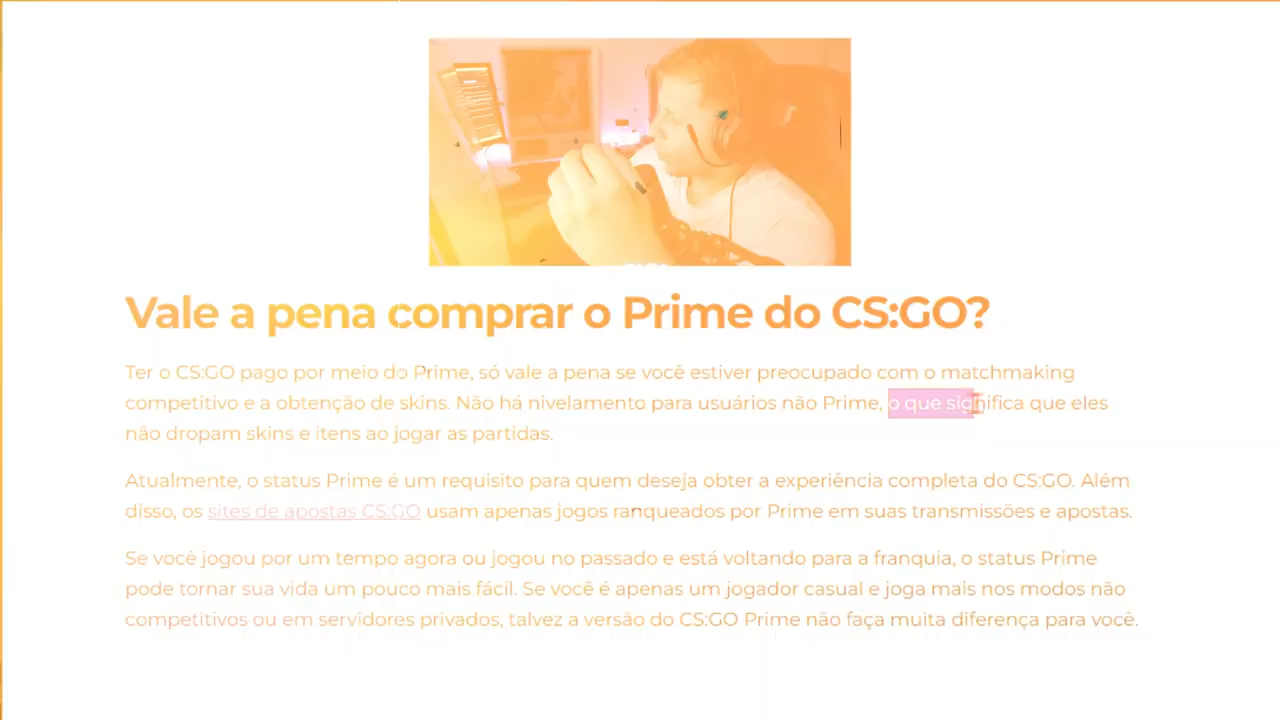 Vale a pena comprar o Prime do CS:GO?
Ter o CS:GO pago por meio do Prime, só vale a pena se você estiver preocupado com o matchmaking
competitivo e a obtenção de skins. Não há nivelamento para usuários não Prime, o que significa que eles
não dropam skins e itens ao jogar as partidas.
Atualmente, o status Prime é um requisito para quem deseja obter a experiência completa do CS:GO. Além
disso, os sites de apostas CS:GO usam apenas jogos ranqueados por Prime em suas transmissões e apostas.
Se você jogou por um tempo agora ou jogou no passado e está voltando para a franquia, o status Prime
pode tornar sua vida um pouco mais fácil. Se você é apenas um jogador casual e joga mais nos modos não
competitivos ou em servidores privados, talvez a versão do CS:GO Prime não faça muita diferença para você.